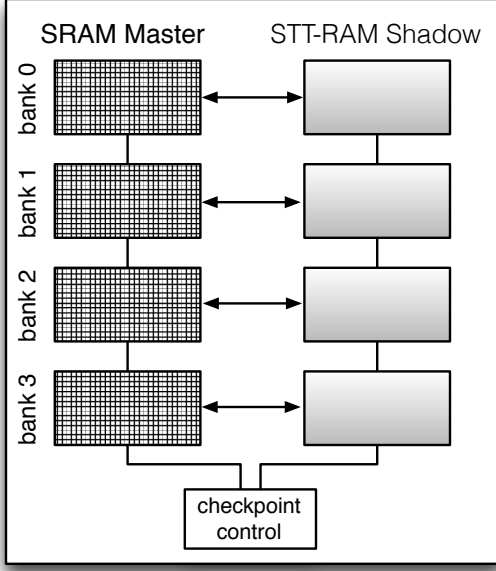 SRAM Master
STT-RAM Shadow
bank 0
bank 1
bank 2
bank 3
checkpoint
control